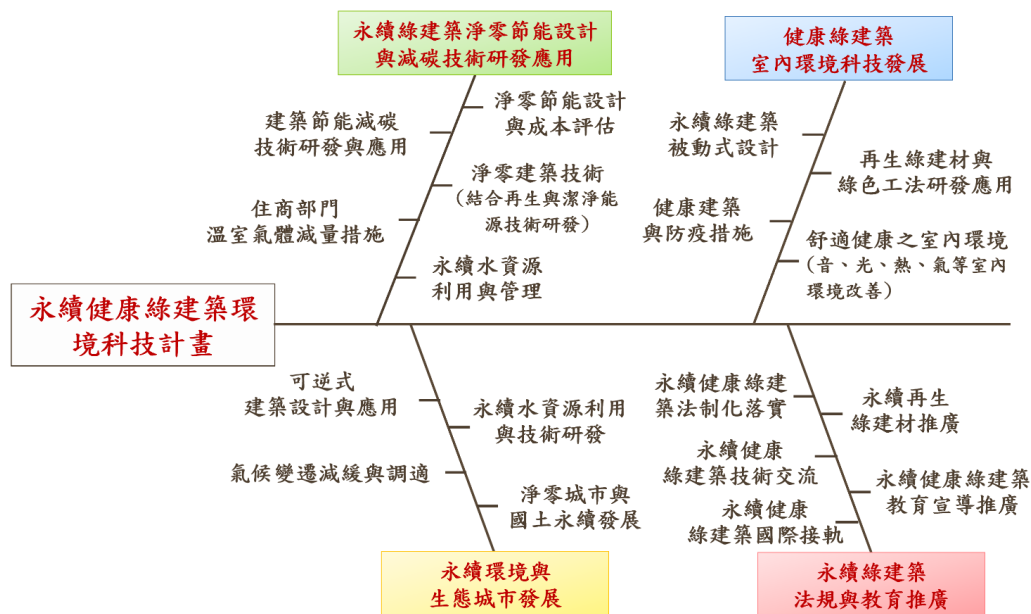 永續綠建築淨零節能設計
與減碳技術研發應用
淨零節能設計
與成本評估
建築節能減碳
技術研發與應用
淨零建築技術
(結合再生與潔淨能
源技術研發)
住商部門
溫室氣體減量措施
永續水資源
利用與管理
健康綠建築
室內環境科技發展
永續綠建築
被動式設計
再生綠建材與
綠色工法研發應用
健康建築
與防疫措施
舒適健康之室內環境
(音、光、熱、氣等室內
環境改善)
永續健康綠建築環
境科技計畫
可逆式
建築設計與應用
永續水資源利用
與技術研發
氣候變遷減緩與調適
淨零城市與
國土永續發展
永續環境與
生態城市發展
永續健康綠建
築法制化落實
永續再生
綠建材推廣
永續健康
綠建築技術交流
永續健康綠建築
教育宣導推廣
永續健康
綠建築國際接軌
永續綠建築
法規與教育推廣